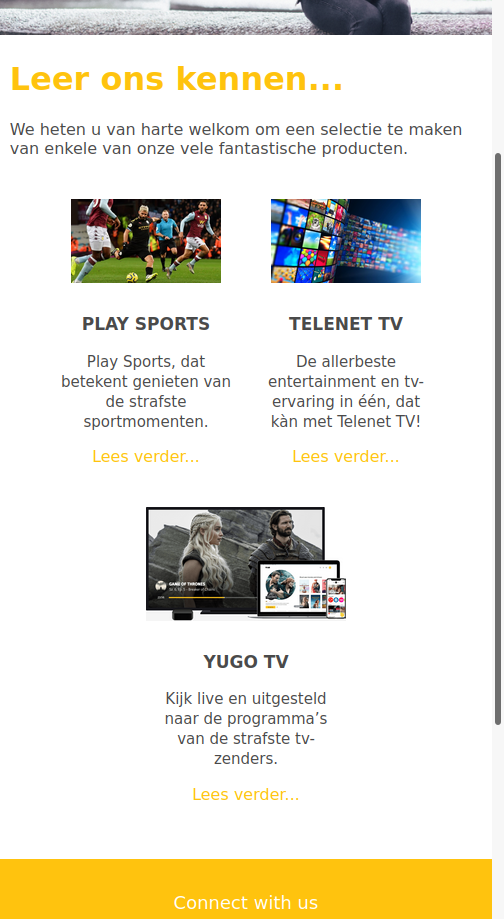 Leer ons kennen...
We heten u van harte welkom om een selectie te maken
van enkele van onze vele fantastische producten.
PLAY SPORTS
Play Sports, dat
betekent genieten van
de strafste
sportmomenten.
Lees verder...
TELENET TV
De allerbeste
entertainment en tv-
ervaring in één, dat
kàn met Telenet TV!
Lees verder...
GAME OF THRONES
YUGO TV
Kijk live en uitgesteld
naar de programma’s
van de strafste tv-
zenders.
Lees verder...
Connect with us